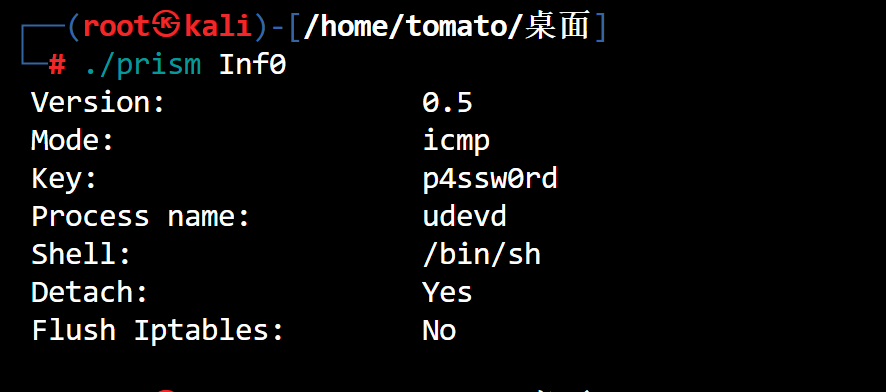 ┌──(root㉿kali)-[/home/tomato/桌面]
└─# ./prism Inf0
Version: 0.5
Mode: icmp
Key: p4ssw0rd
Process name: udevd
Shell: /bin/sh
Detach: Yes
Flush Iptables: No